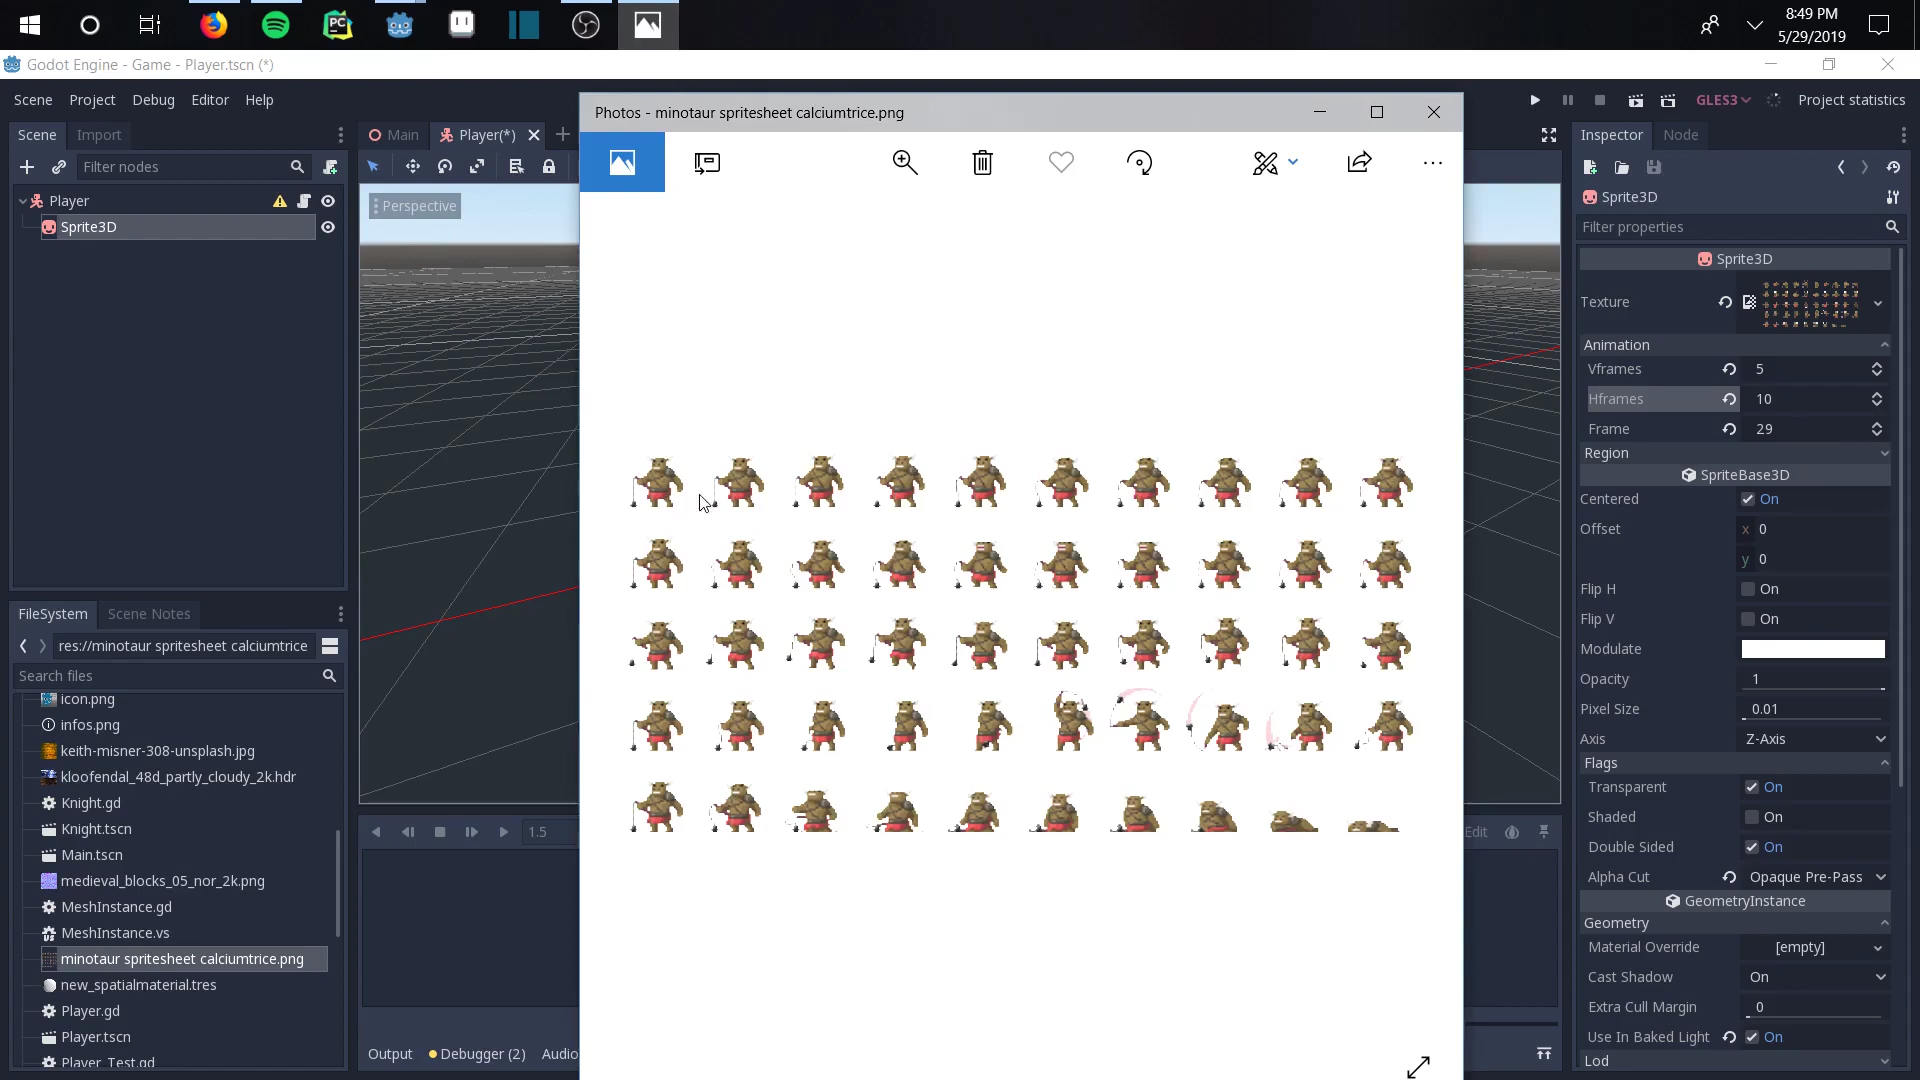 8:49 PM
5/29/2019
PC
Godot Engine - Game - Player.tscn (*)
Scene Project Debug Editor Help
GLES3 Project statistics
Scene Import
Main Player(*)
Filter nodes
Player
Sprite3D
Perspective
Photos - minotaur spritesheet calciumtrice.png
Inspector Node
Sprite3D
Filter properties
Sprite3D
Texture
Animation
Vframes 5
Hframes 10
Frame 29
Region
SpriteBase3D
Centered On
Offset x 0
y 0
Flip H On
Flip V On
Modulate
Opacity 1
Pixel Size 0.01
Axis Z-Axis
Flags
Transparent On
Shaded On
Double Sided On
Alpha Cut Opaque Pre-Pass
GeometryInstance
Geometry
Material Override [empty]
Cast Shadow On
Extra Cull Margin 0
Use In Baked Light On
Lod
FileSystem Scene Notes
res://minotaur spritesheet calciumtrice
Search files
icon.png
infos.png
keith-misner-308-unsplash.jpg
kloofendal_48d_partly_cloudy_2k.hdr
Knight.gd
Knight.tscn
Main.tscn
medieval_blocks_05_nor_2k.png
MeshInstance.gd
MeshInstance.vs
minotaur spritesheet calciumtrice.png
new_spatialmaterial.tres
Player.gd
Player.tscn
Player_Test.gd
1.5
Edit
Output Debugger (2) Audio